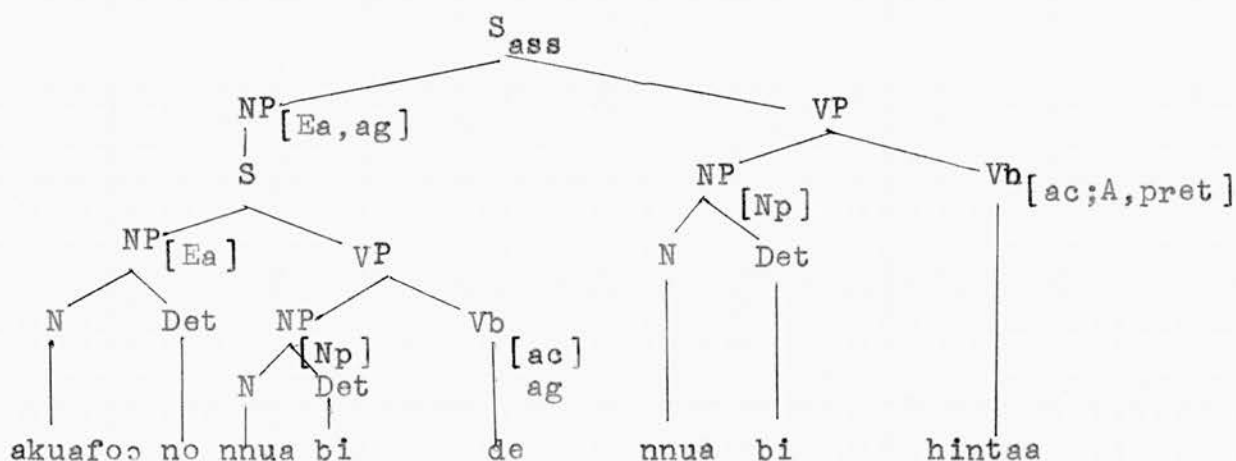 S ass
NP [Ea,ag] VP
S NP [Np] Vb [ac;A,pret]
NP [Ea] VP N Det
N Det NP [Np] Vb [ac]
N Det ag
akuafoɔ no nnua bi de nnua bi hintaa